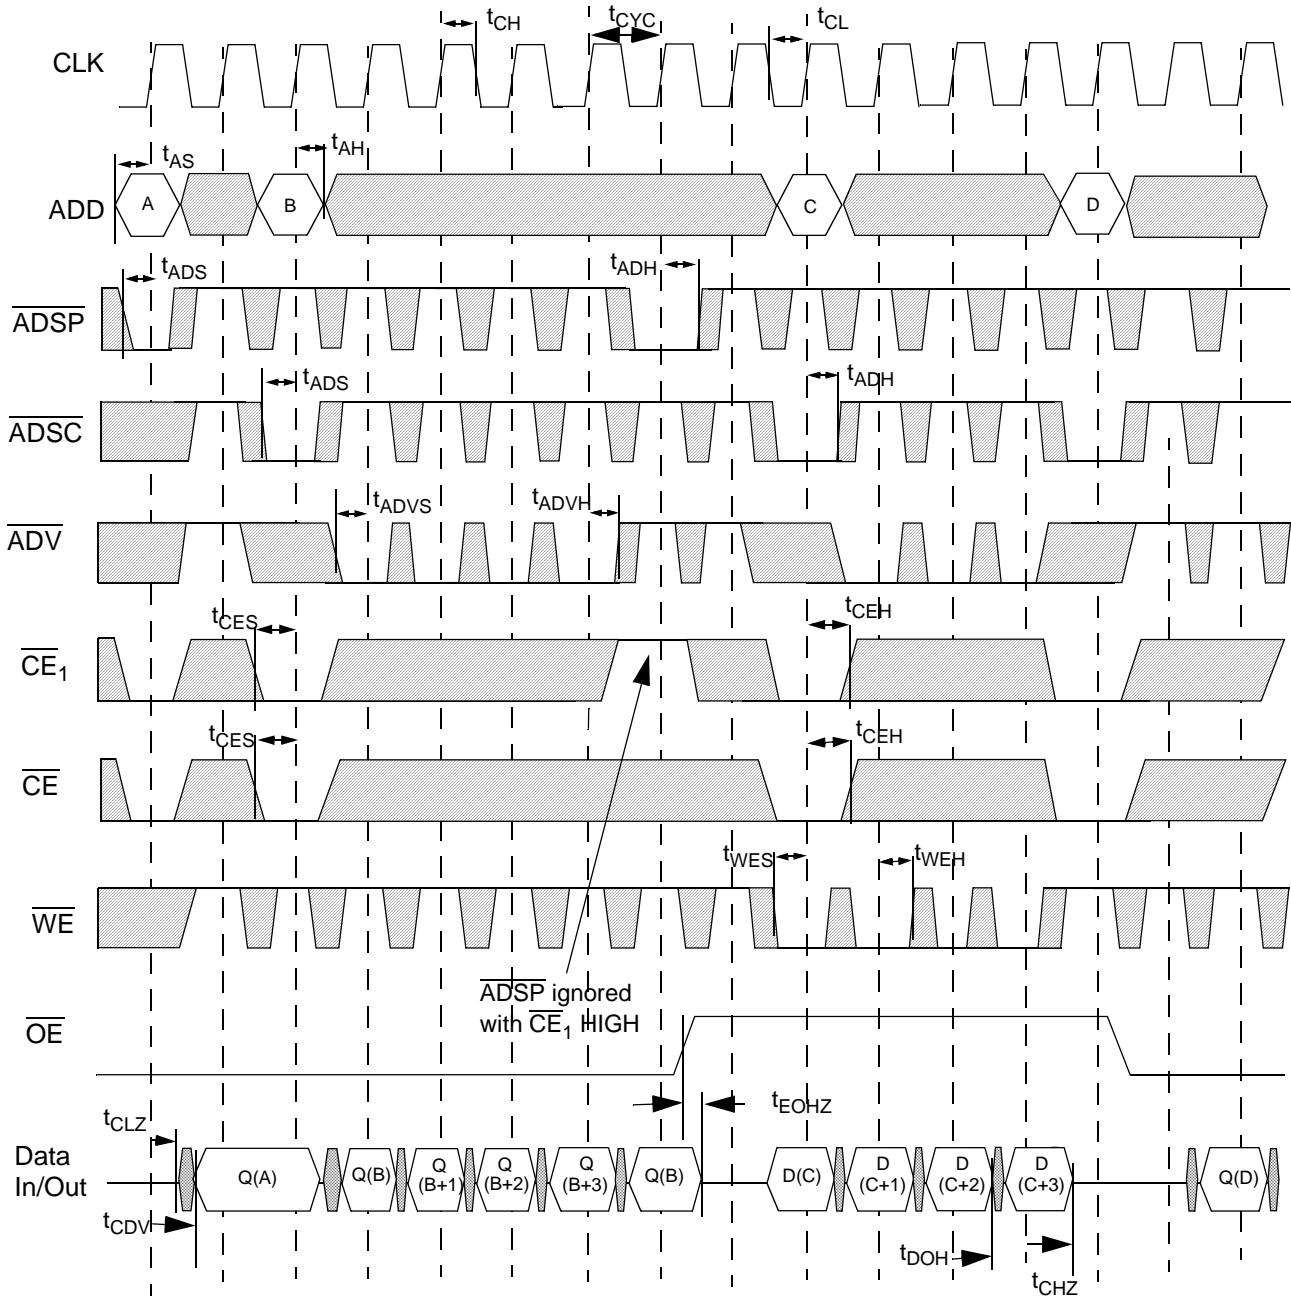 tCH
tCYC
tCL
CLK
tAS
tAH
ADD
A
B
C
D
tADS
tADH
ADSP
tADS
tADH
ADSC
tADVS
tADVH
ADV
tCES
tCEH
CE1
tCES
tCEH
CE
tWES
tWEH
WE
ADSP ignored
with CE1 HIGH
OE
tEOHZ
tCLZ
Data
In/Out
Q(A)
Q(B)
Q
(B+1)
Q
(B+2)
Q
(B+3)
Q(B)
D(C)
D
(C+1)
D
(C+2)
D
(C+3)
Q(D)
tCDV
tDOH
tCHZ